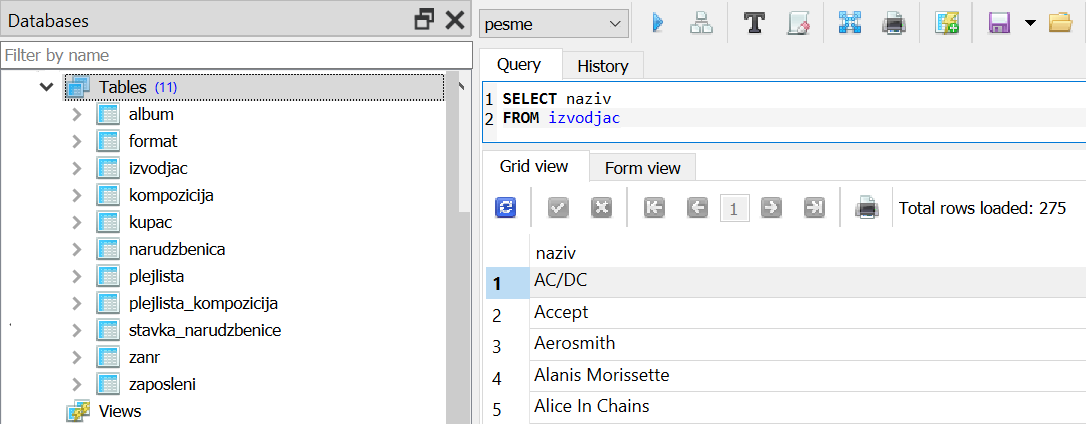 Databases
Filter by name
Tables (11)
album
format
izvodjac
kompozicija
kupac
narudzbenica
plejlista
plejlista_kompozicija
stavka_narudzbenice
zanr
zaposleni
Views
pesme
Query History
1 SELECT naziv
2 FROM izvodjac
Grid view Form view
1 Total rows loaded: 275
naziv
1 AC/DC
2 Accept
3 Aerosmith
4 Alanis Morissette
5 Alice In Chains